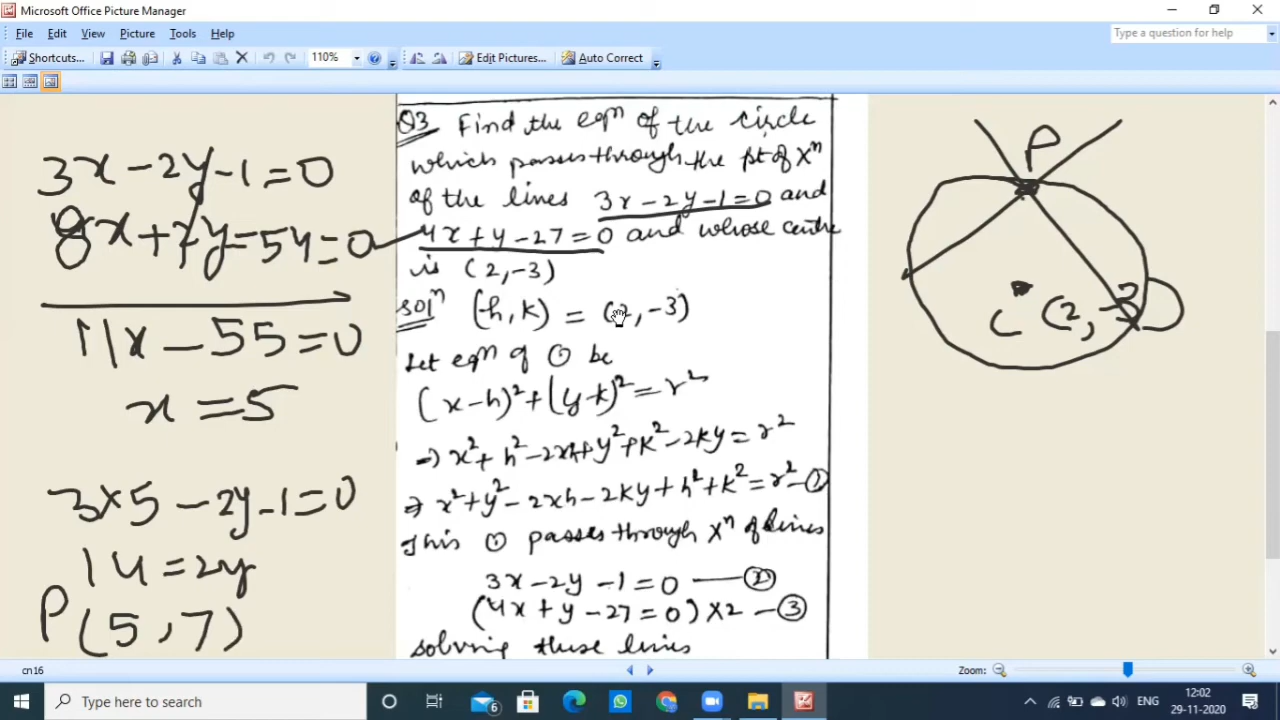 Microsoft Office Picture Manager
File Edit View Picture Tools Help
Type a question for help
Shortcuts... 110% Edit Pictures... Auto Correct
3x-2y-1=0
8x+2y-54=0
11x-55=0
x=5
3x5-2y-1=0
14=2y
P(5,7)
Q3 Find the eqn of the circle
which passes through the pt of Xn
of the lines 3x-2y-1=0 and
4x+y-27=0 and whose centre
is (2,-3)
Soln (h,k) = (2,-3)
Let eqn of ⊙ be
(x-h)²+(y-k)²=r²
⇒ x²+h²-2xh+y²+k²-2ky=r²
⇒ x²+y²-2xh-2ky+h²+k²=r²-①
This ⊙ passes through Xn of lines
3x-2y-1=0 —②
(4x+y-27=0)X2 -③
solving these lines
P
C (2,-3)
cn16
Zoom:
Type here to search
6
ENG
12:02
29-11-2020